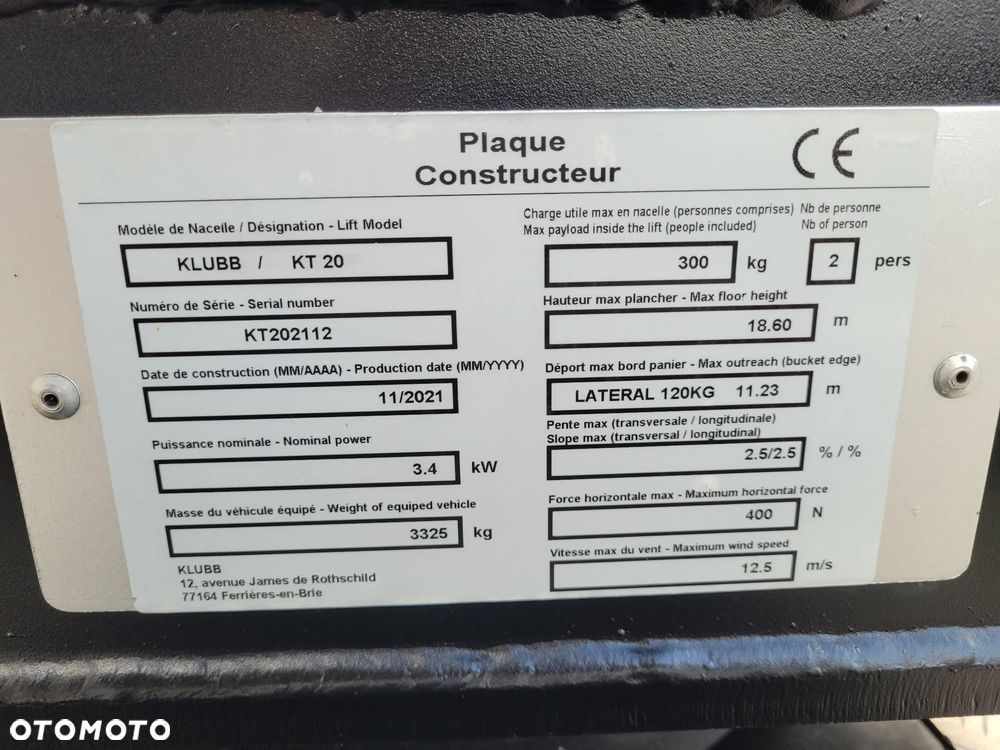 Plaque
Constructeur
CE
Modèle de Nacelle / Désignation - Lift Model
KLUBB / KT 20
Numéro de Série - Serial number
KT202112
Date de construction (MM/AAAA) - Production date (MM/YYYY)
11/2021
Puissance nominale - Nominal power
3.4 kW
Masse du véhicule équipé - Weight of equiped vehicle
3325 kg
KLUBB
12, avenue James de Rothschild
77164 Ferrières-en-Brie
Charge utile max en nacelle (personnes comprises)
Max payload inside the lift (people included)
300 kg
Nb de personne
Nb of person
2 pers
Hauteur max plancher - Max floor height
18.60 m
Déport max bord panier - Max outreach (bucket edge)
LATERAL 120KG 11.23 m
Pente max (transversale / longitudinale)
Slope max (transversal / longitudinal)
2.5/2.5 % / %
Force horizontale max - Maximum horizontal force
400 N
Vitesse max du vent - Maximum wind speed
12.5 m/s
OTOMOTO